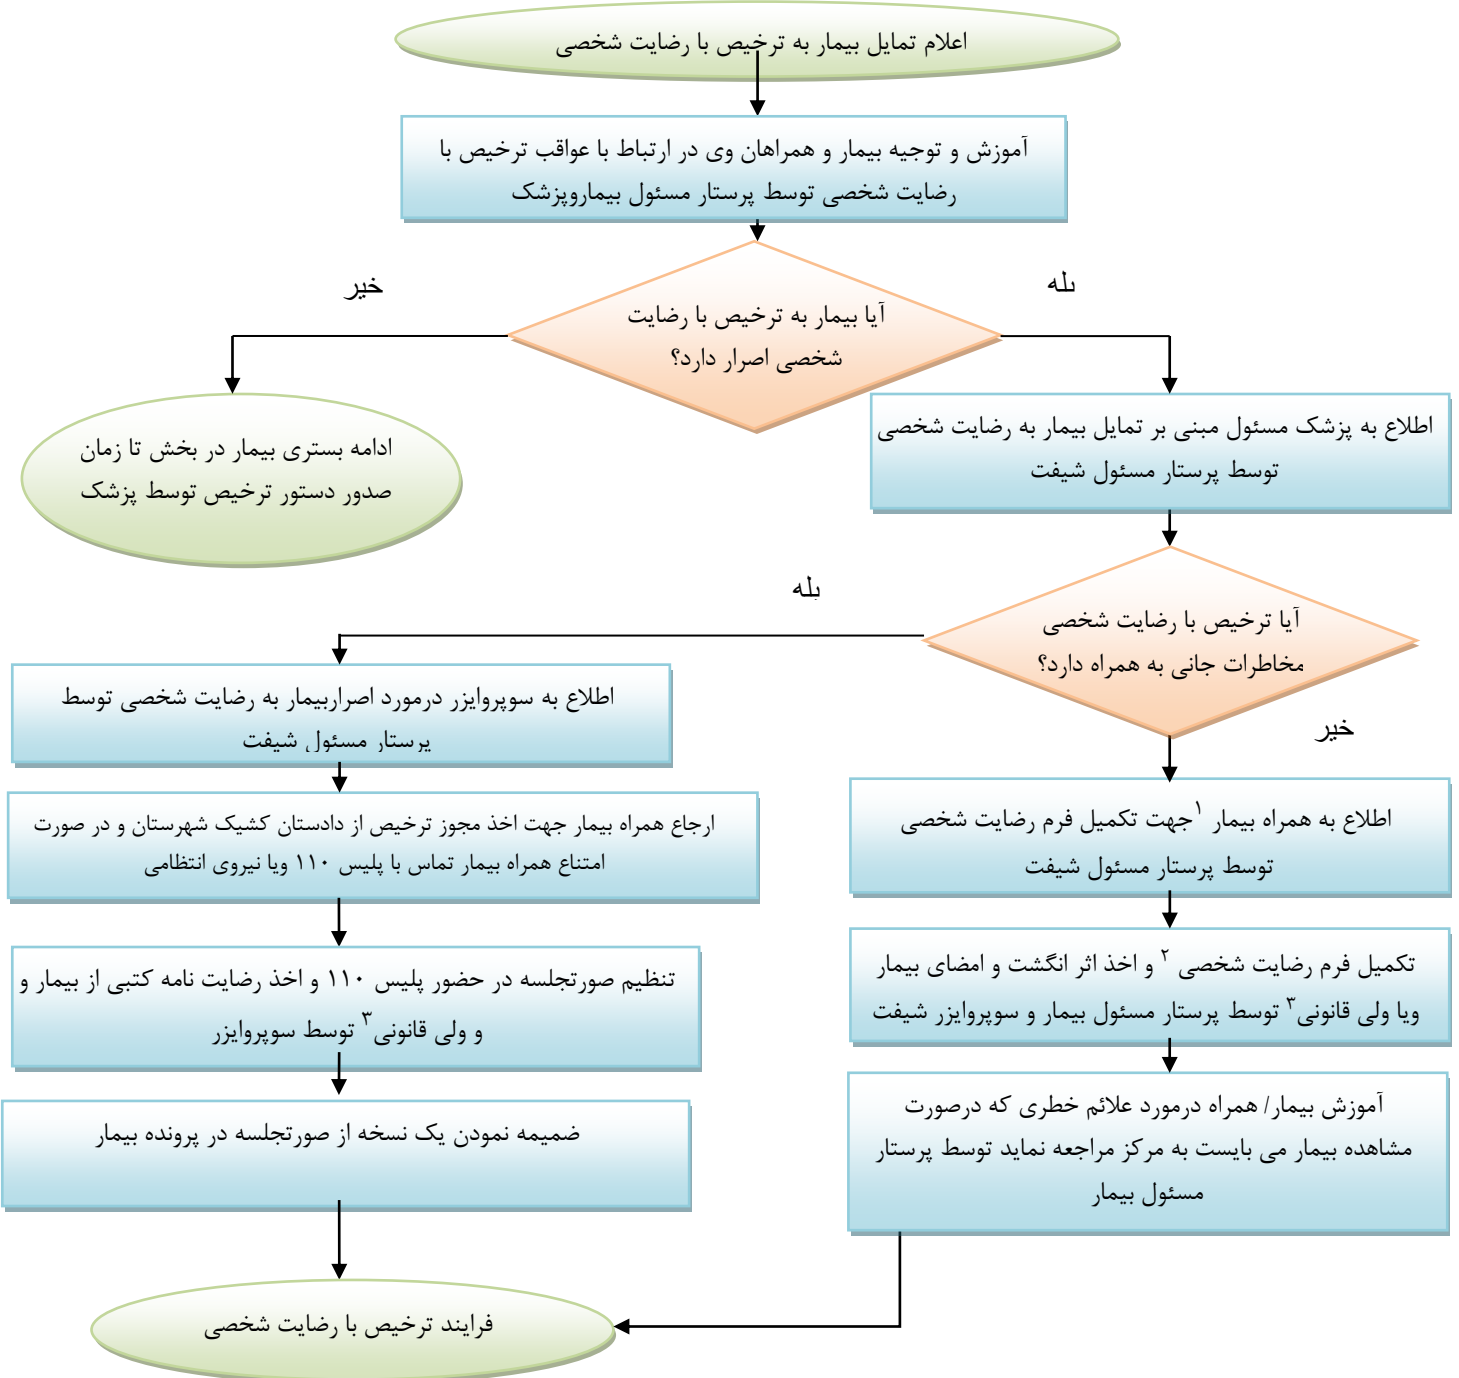 اعلام تمایل بیمار به ترخیص با رضایت شخصی
آموزش و توجیه بیمار و همراهان وی در ارتباط با عواقب ترخیص با
رضایت شخصی توسط پرستار مسئول بیماروپزشک
خیر
بله
آیا بیمار به ترخیص با رضایت
شخصی اصرار دارد؟
اطلاع به پزشک مسئول مبنی بر تمایل بیمار به رضایت شخصی
توسط پرستار مسئول شیفت
ادامه بستری بیمار در بخش تا زمان
صدور دستور ترخیص توسط پزشک
بله
آیا ترخیص با رضایت شخصی
مخاطرات جانی به همراه دارد؟
خیر
اطلاع به سوپروایزر درمورد اصراربیمار به رضایت شخصی توسط
پرستار مسئول شیفت
اطلاع به همراه بیمار ۱جهت تکمیل فرم رضایت شخصی
توسط پرستار مسئول شیفت
ارجاع همراه بیمار جهت اخذ مجوز ترخیص از دادستان کشیک شهرستان و در صورت
امتناع همراه بیمار تماس با پلیس ۱۱۰ ویا نیروی انتظامی
تکمیل فرم رضایت شخصی ۲ و اخذ اثر انگشت و امضای بیمار
ویا ولی قانونی۳ توسط پرستار مسئول بیمار و سوپروایزر شیفت
تنظیم صورتجلسه در حضور پلیس ۱۱۰ و اخذ رضایت نامه کتبی از بیمار و
و ولی قانونی۳ توسط سوپروایزر
آموزش بیمار/ همراه درمورد علائم خطری که درصورت
مشاهده بیمار می بایست به مرکز مراجعه نماید توسط پرستار
مسئول بیمار
ضمیمه نمودن یک نسخه از صورتجلسه در پرونده بیمار
فرایند ترخیص با رضایت شخصی